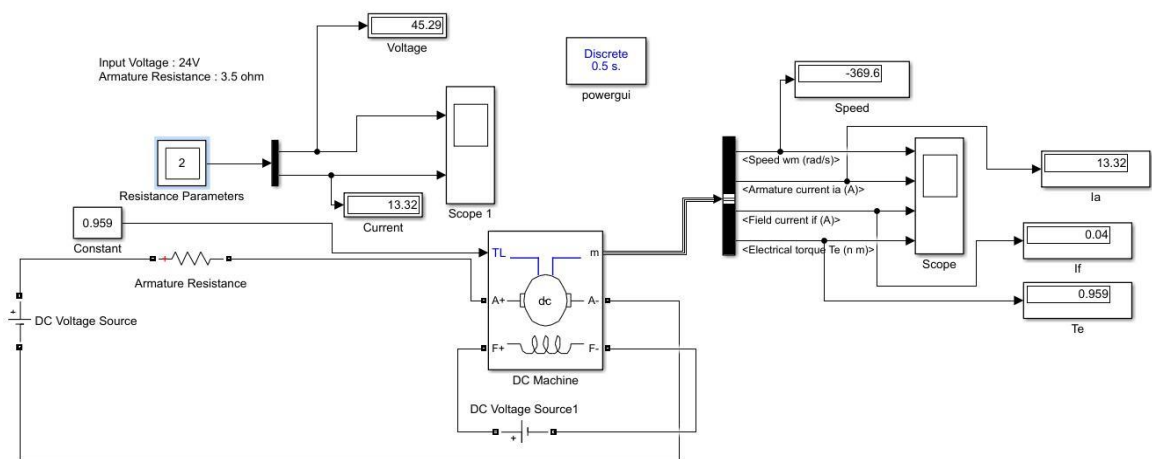 45.29
Voltage
Input Voltage : 24V
Armature Resistance : 3.5 ohm
Discrete
0.5 s.
powergui
-369.6
Speed
2
Resistance Parameters
Scope 1
13.32
Current
0.959
Constant
<Speed wm (rad/s)>
<Armature current ia (A)>
<Field current if (A)>
<Electrical torque Te (n m)>
Scope
13.32
Ia
0.04
If
0.959
Te
Armature Resistance
+
DC Voltage Source
+
TL
m
A+
dc
A-
F+
F-
DC Machine
DC Voltage Source1
+